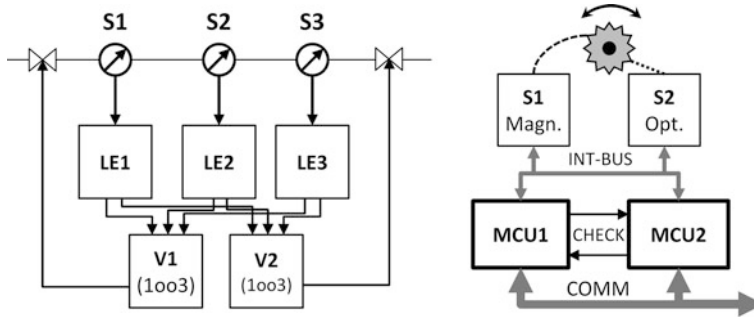 S1 S2 S3
LE1 LE2 LE3
V1 V2
(1oo3) (1oo3)
S1 S2
Magn. Opt.
INT-BUS
MCU1 CHECK MCU2
COMM